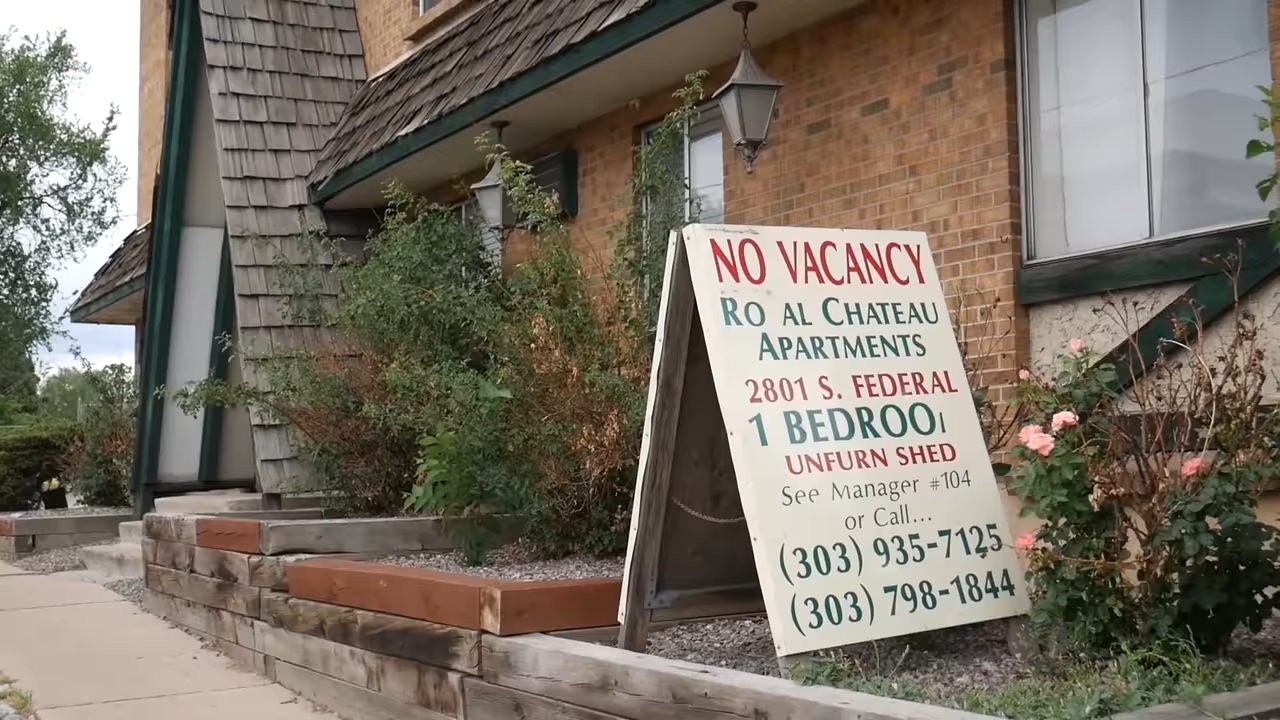 NO VACANCY
RO AL CHATEAU
APARTMENTS
2801 S. FEDERAL
1 BEDROO
UNFURN SHED
See Manager #104
or Call...
(303) 935-7125
(303) 798-1844